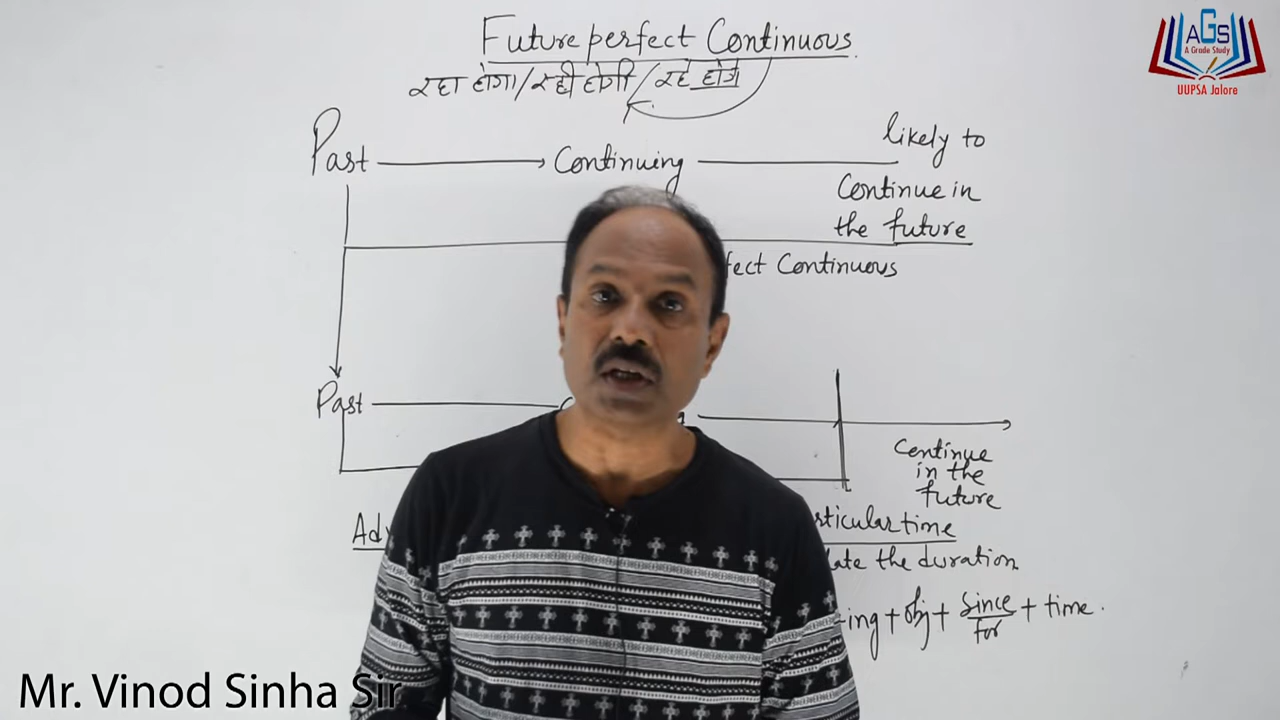 Future perfect Continuous.
रहा होगा/रही होगी/रहे होंगे
AGS
A Grade Study
UUPSA Jalore
Past Continuing likely to
Continue in
the future
fect Continuous
Past
Continue
in the
future
Adv rticular time
late the duration
-ing + obj + since/for + time.
Mr. Vinod Sinha Sir